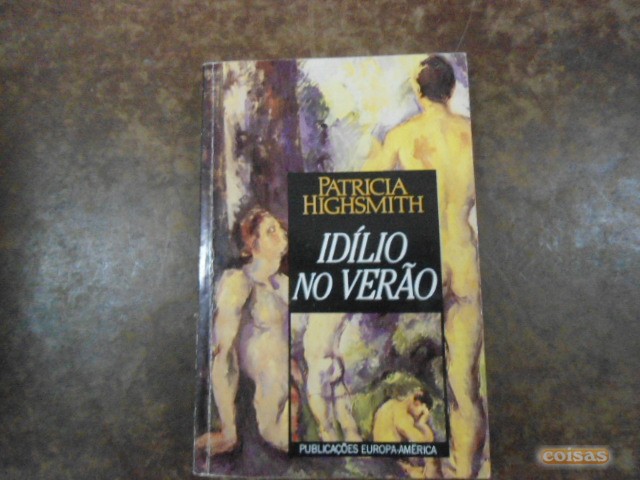 PATRICIA
HIGHSMITH
IDÍLIO
NO VERÃO
PUBLICAÇÕES EUROPA-AMÉRICA
coisas